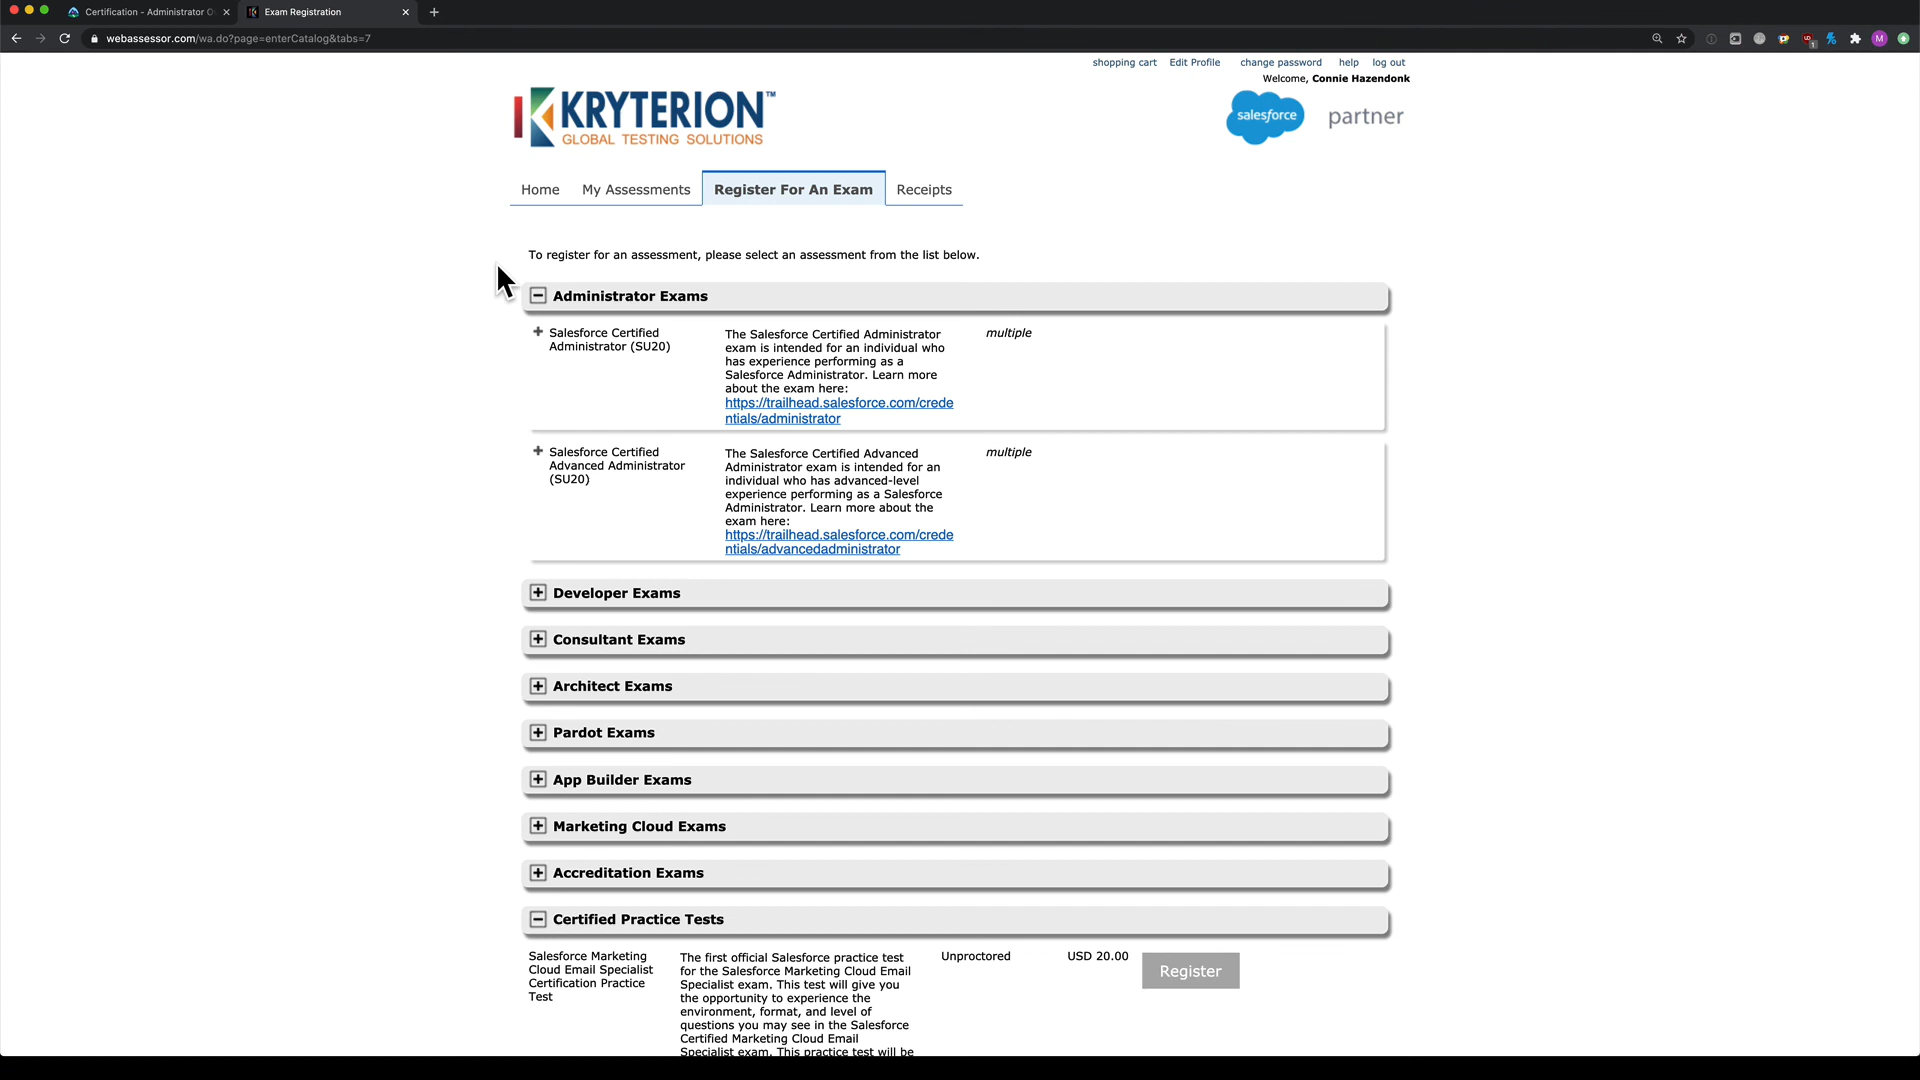 Certification - Administrator O
Exam Registration
webassessor.com/wa.do?page=enterCatalog&tabs=7
shopping cart Edit Profile change password help log out
Welcome, Connie Hazendonk
KRYTERION™
GLOBAL TESTING SOLUTIONS
salesforce
partner
Home My Assessments Register For An Exam Receipts
To register for an assessment, please select an assessment from the list below.
Administrator Exams
Salesforce Certified
Administrator (SU20)
The Salesforce Certified Administrator
exam is intended for an individual who
has experience performing as a
Salesforce Administrator. Learn more
about the exam here:
https://trailhead.salesforce.com/crede
ntials/administrator
multiple
Salesforce Certified
Advanced Administrator
(SU20)
The Salesforce Certified Advanced
Administrator exam is intended for an
individual who has advanced-level
experience performing as a Salesforce
Administrator. Learn more about the
exam here:
https://trailhead.salesforce.com/crede
ntials/advancedadministrator
multiple
Developer Exams
Consultant Exams
Architect Exams
Pardot Exams
App Builder Exams
Marketing Cloud Exams
Accreditation Exams
Certified Practice Tests
Salesforce Marketing
Cloud Email Specialist
Certification Practice
Test
The first official Salesforce practice test
for the Salesforce Marketing Cloud Email
Specialist exam. This test will give you
the opportunity to experience the
environment, format, and level of
questions you may see in the Salesforce
Certified Marketing Cloud Email
Specialist exam. This practice test will be
Unproctored
USD 20.00
Register